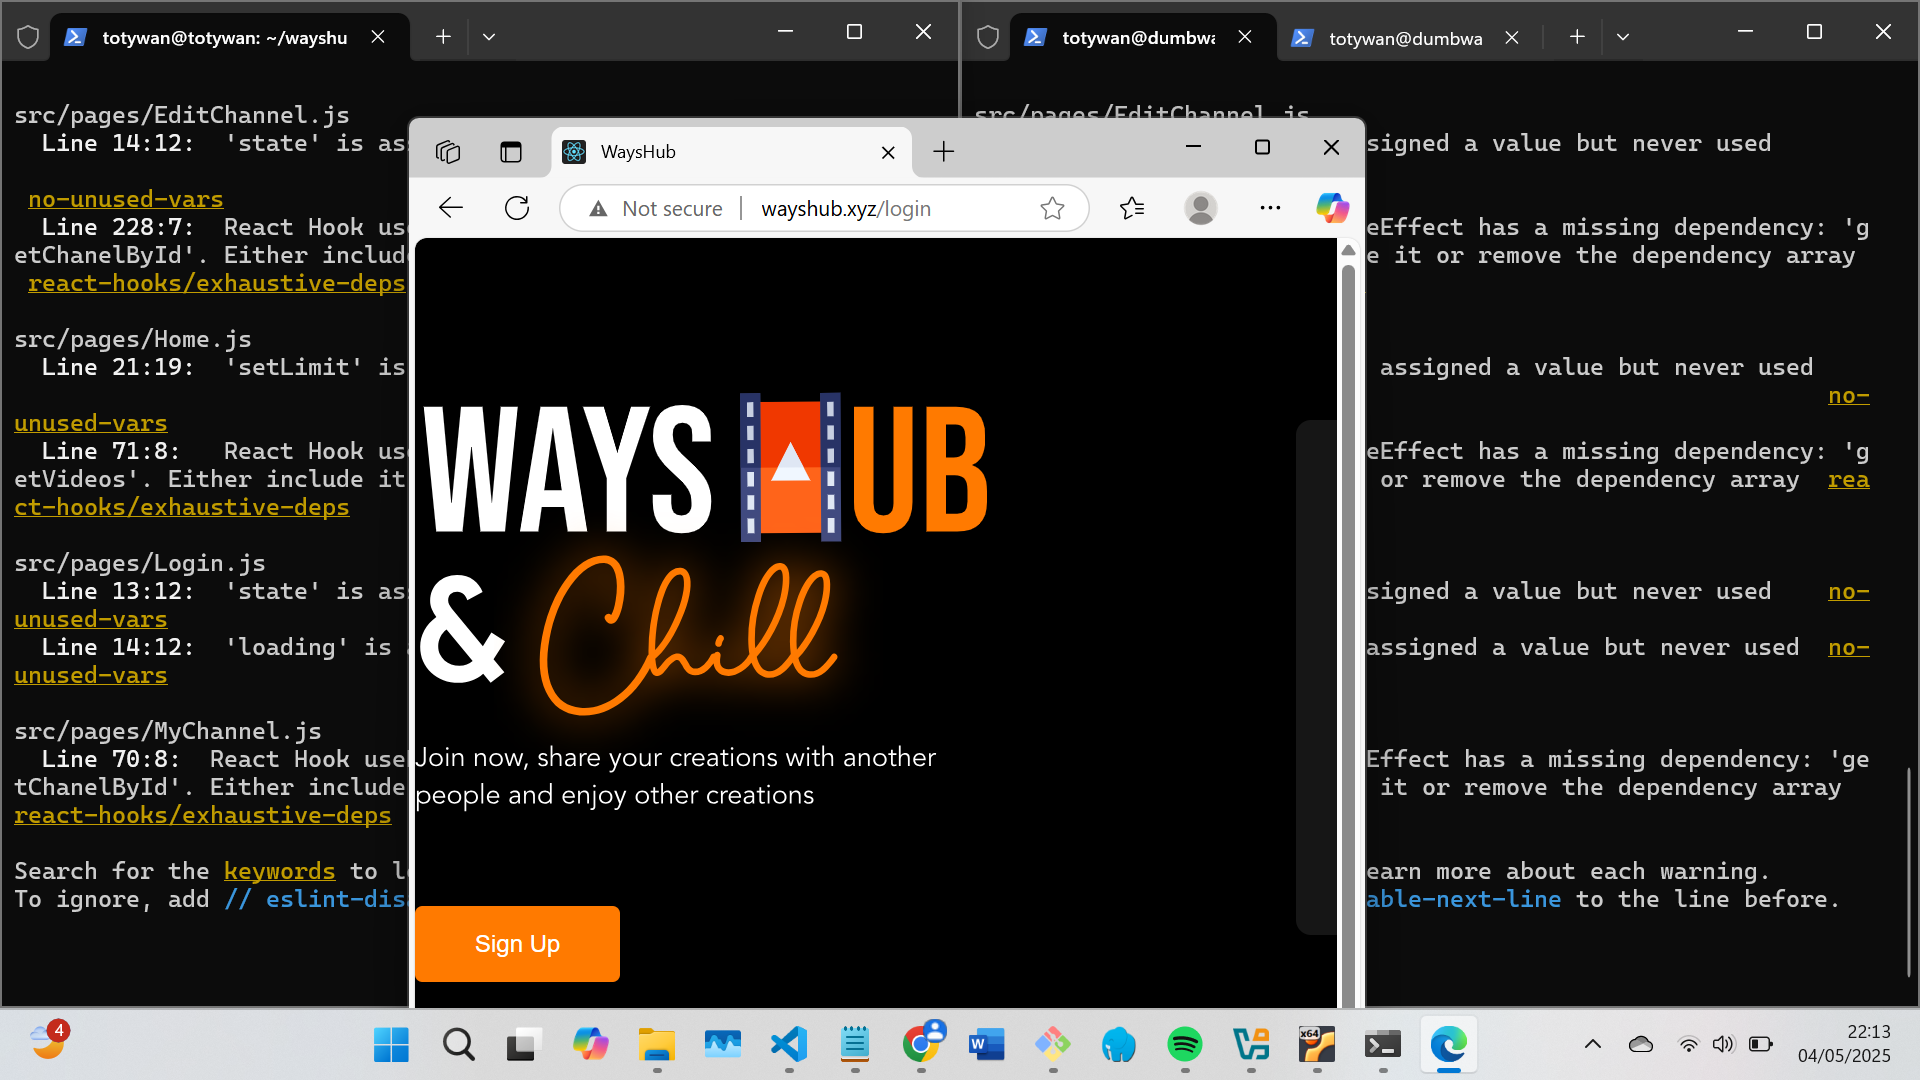 totywan@totywan: ~/wayshu
src/pages/EditChannel.js
Line 14:12:  'state' is as
no-unused-vars
Line 228:7:  React Hook us
etChanelById'. Either includ
react-hooks/exhaustive-deps
src/pages/Home.js
Line 21:19:  'setLimit' is
unused-vars
Line 71:8:   React Hook us
etVideos'. Either include it
ct-hooks/exhaustive-deps
src/pages/Login.js
Line 13:12:  'state' is as
unused-vars
Line 14:12:  'loading' is
unused-vars
src/pages/MyChannel.js
Line 70:8:  React Hook use
tChanelById'. Either include
react-hooks/exhaustive-deps
Search for the keywords to l
To ignore, add // eslint-dis
totywan@dumbwa
totywan@dumbwa
src/pages/EditChannel.js
signed a value but never used
eEffect has a missing dependency: 'g
e it or remove the dependency array
assigned a value but never used
no-
eEffect has a missing dependency: 'g
or remove the dependency array  rea
signed a value but never used    no-
assigned a value but never used  no-
Effect has a missing dependency: 'ge
it or remove the dependency array
earn more about each warning.
able-next-line to the line before.
WaysHub
Not secure
wayshub.xyz/login
WAYS UB
& Chill
Join now, share your creations with another
people and enjoy other creations
Sign Up
4
W
x64
22:13
04/05/2025